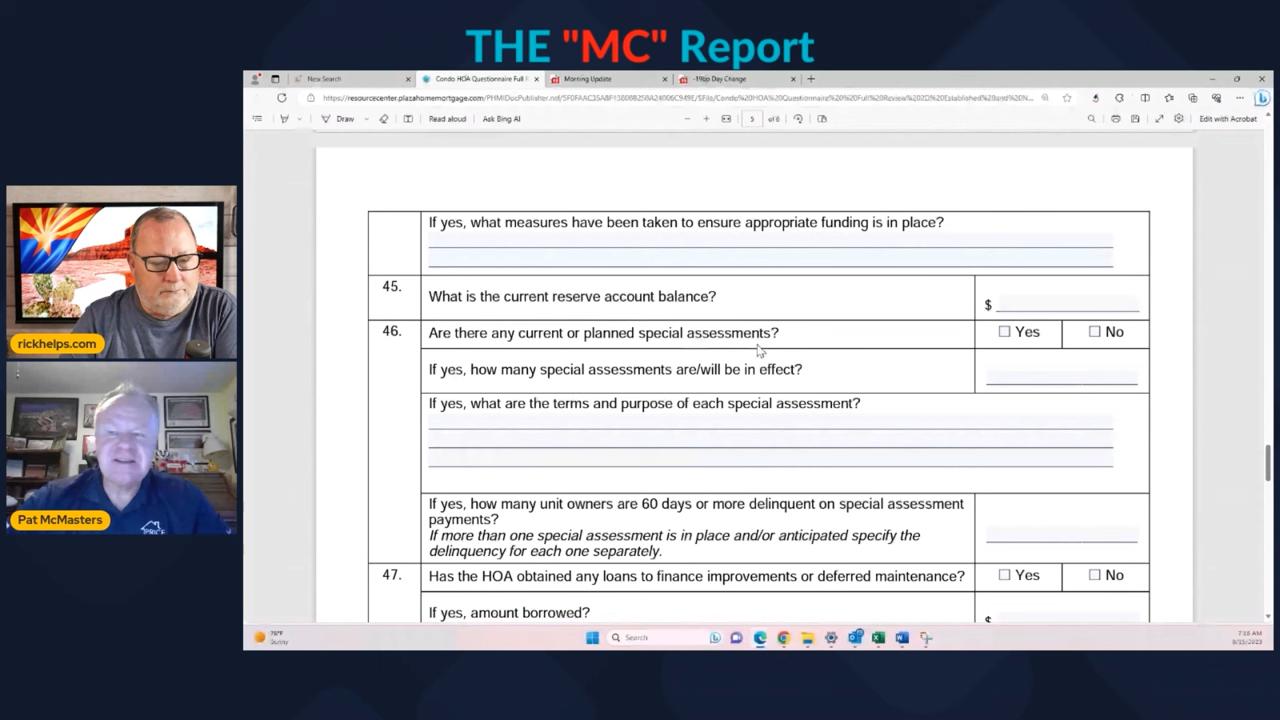 THE "MC" Report
New Search
Condo HOA Questionnaire Full R
Morning Update
-19bp Day Change
Draw
Read aloud
Ask Bing AI
5
of 8
Edit with Acrobat
If yes, what measures have been taken to ensure appropriate funding is in place?
45.
What is the current reserve account balance?
$
46.
Are there any current or planned special assessments?
Yes
No
If yes, how many special assessments are/will be in effect?
If yes, what are the terms and purpose of each special assessment?
If yes, how many unit owners are 60 days or more delinquent on special assessment
payments?
If more than one special assessment is in place and/or anticipated specify the
delinquency for each one separately.
47.
Has the HOA obtained any loans to finance improvements or deferred maintenance?
Yes
No
If yes, amount borrowed?
$
rickhelps.com
Pat McMasters
PRICE
Sunny
Search